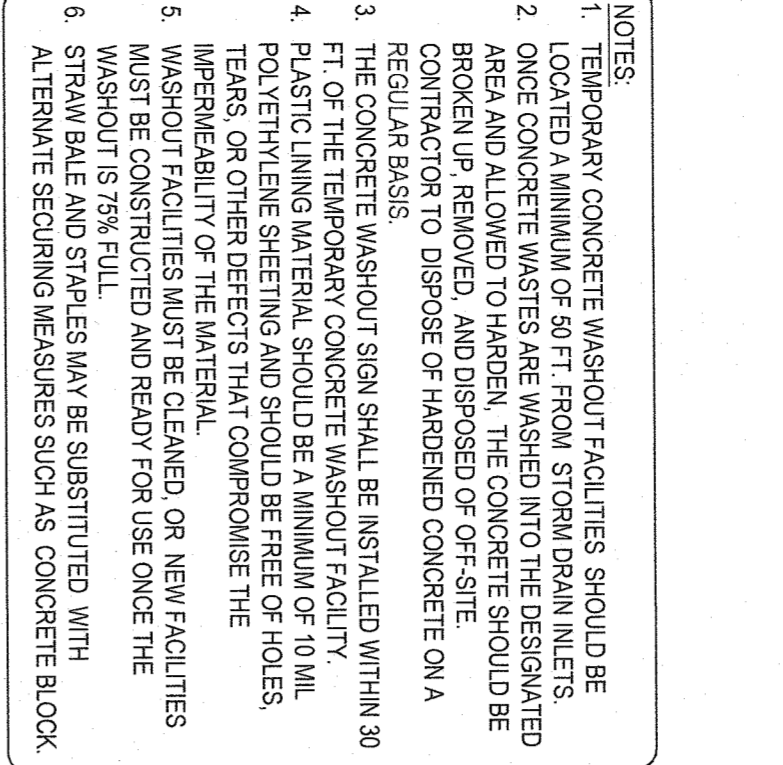 NOTES:
1. TEMPORARY CONCRETE WASHOUT FACILITIES SHOULD BE
LOCATED A MINIMUM OF 50 FT. FROM STORM DRAIN INLETS.
2. ONCE CONCRETE WASTES ARE WASHED INTO THE DESIGNATED
AREA AND ALLOWED TO HARDEN, THE CONCRETE SHOULD BE
BROKEN UP, REMOVED, AND DISPOSED OF OFF-SITE.
CONTRACTOR TO DISPOSE OF HARDENED CONCRETE ON A
REGULAR BASIS.
3. THE CONCRETE WASHOUT SIGN SHALL BE INSTALLED WITHIN 30
FT. OF THE TEMPORARY CONCRETE WASHOUT FACILITY.
4. PLASTIC LINING MATERIAL SHOULD BE A MINIMUM OF 10 MIL
POLYETHYLENE SHEETING AND SHOULD BE FREE OF HOLES,
TEARS, OR OTHER DEFECTS THAT COMPROMISE THE
IMPERMEABILITY OF THE MATERIAL.
5. WASHOUT FACILITIES MUST BE CLEANED, OR NEW FACILITIES
MUST BE CONSTRUCTED AND READY FOR USE ONCE THE
WASHOUT IS 75% FULL.
6. STRAW BALE AND STAPLES MAY BE SUBSTITUTED WITH
ALTERNATE SECURING MEASURES SUCH AS CONCRETE BLOCK.